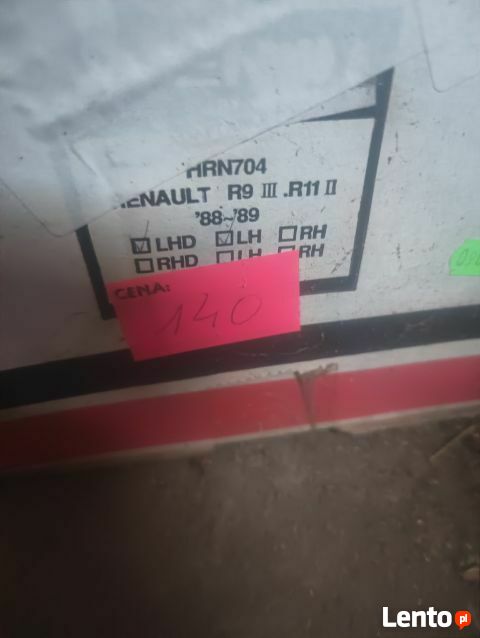 HRN704
RENAULT R9 III .R11 II
'88~'89
☑LHD ☑LH ☐RH
☐RHD ☐LH ☐RH
CENA:
140
Lento.pl